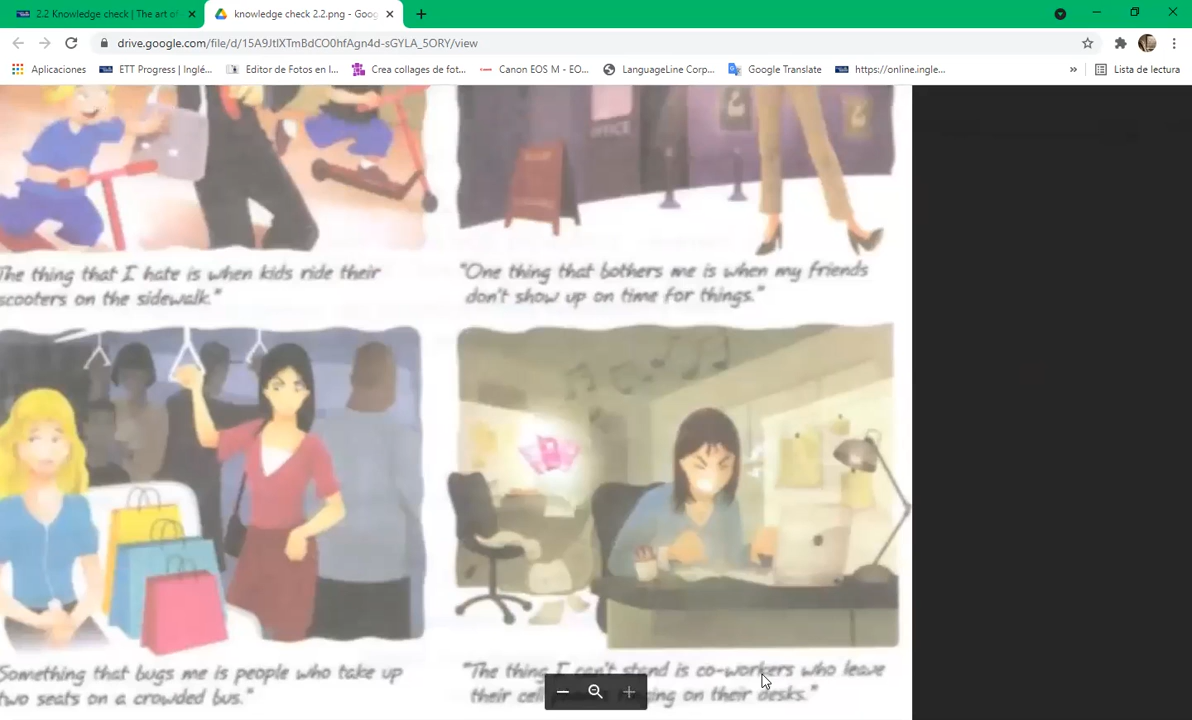 2.2 Knowledge check | The art of
knowledge check 2.2.png - Goog
drive.google.com/file/d/15A9JtlXTmBdCO0hfAgn4d-sGYLA_5ORY/view
Aplicaciones
ETT Progress | Inglé...
Editor de Fotos en l...
Crea collages de fot...
Canon EOS M - EO...
LanguageLine Corp...
Google Translate
https://online.ingle...
»
Lista de lectura
OFFICE
The thing that I hate is when kids ride their
scooters on the sidewalk."
"One thing that bothers me is when my friends
don't show up on time for things."
Something that bugs me is people who take up
two seats on a crowded bus."
"The thing I can't stand is co-workers who leave
their cell ging on their desks."